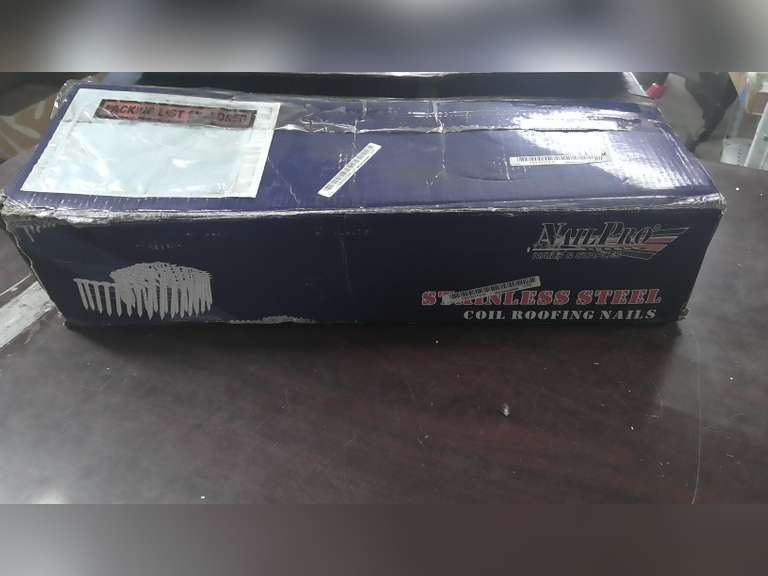 PACKING LIST ENCLOSED
NAILPRO®
STAINLESS STEEL
COIL ROOFING NAILS